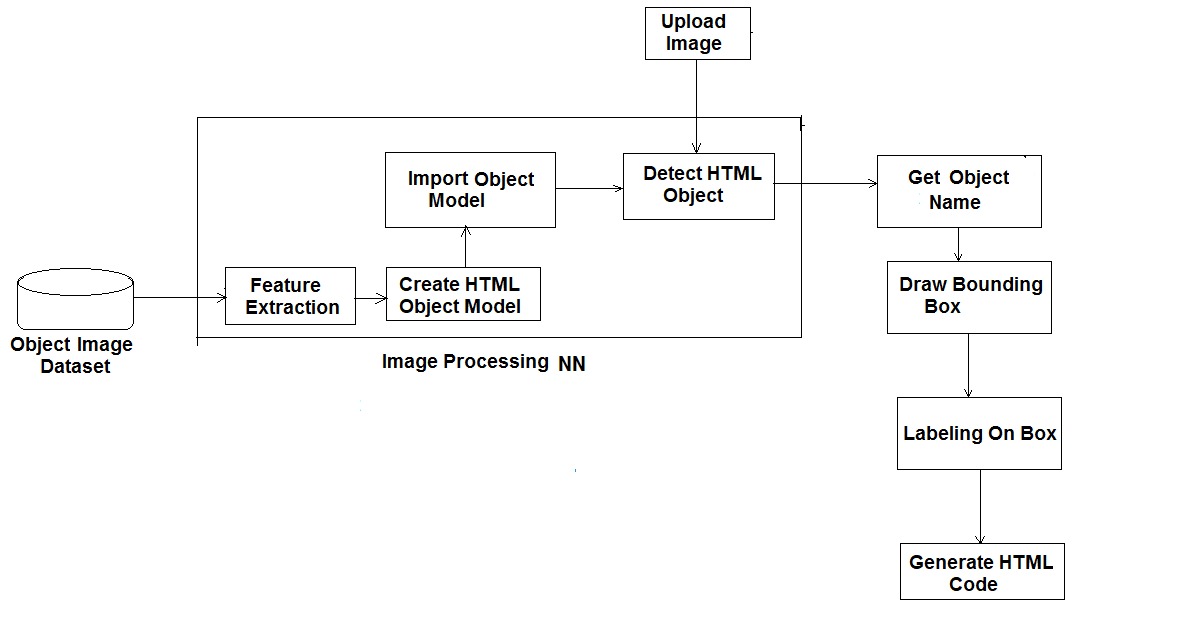 Upload
Image
Import Object
Model
Detect HTML
Object
Get Object
Name
Feature
Extraction
Create HTML
Object Model
Draw Bounding
Box
Object Image
Dataset
Image Processing NN
Labeling On Box
Generate HTML
Code